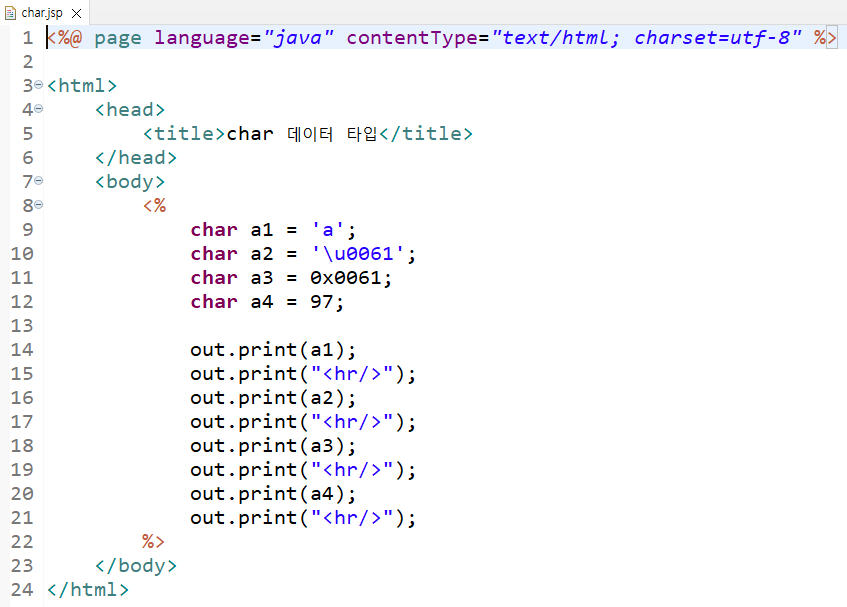 char.jsp
1 <%@ page language="java" contentType="text/html; charset=utf-8" %>
2
3 <html>
4     <head>
5         <title>char 데이터 타입</title>
6     </head>
7     <body>
8         <%
9             char a1 = 'a';
10             char a2 = '\u0061';
11             char a3 = 0x0061;
12             char a4 = 97;
13
14             out.print(a1);
15             out.print("<hr/>");
16             out.print(a2);
17             out.print("<hr/>");
18             out.print(a3);
19             out.print("<hr/>");
20             out.print(a4);
21             out.print("<hr/>");
22         %>
23     </body>
24 </html>